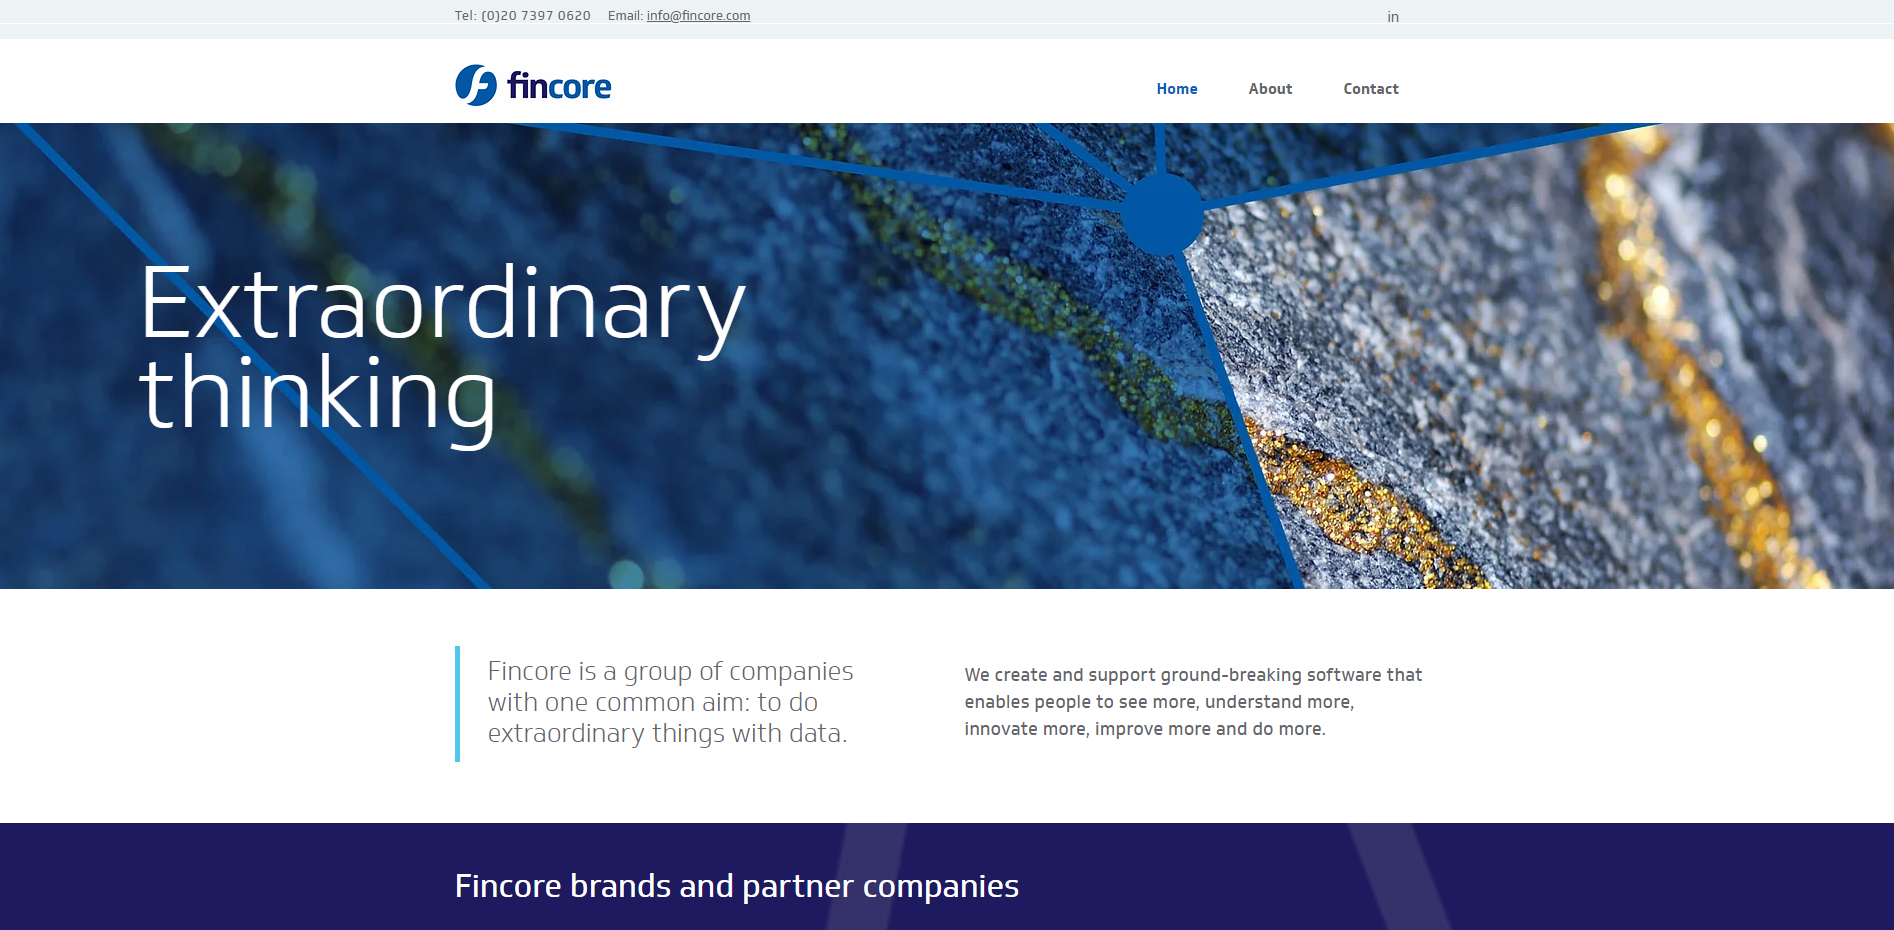 Tel: (0)20 7397 0620 Email: info@fincore.com in
fincore
Home About Contact
Extraordinary
thinking
Fincore is a group of companies
with one common aim: to do
extraordinary things with data.
We create and support ground-breaking software that
enables people to see more, understand more,
innovate more, improve more and do more.
Fincore brands and partner companies